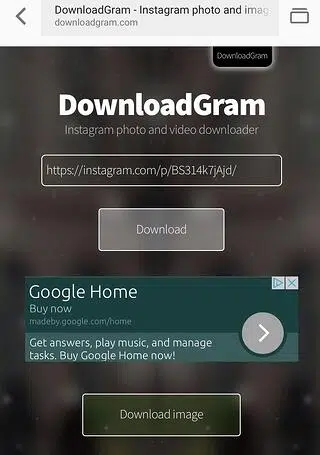 DownloadGram - Instagram photo and imag
downloadgram.com
DownloadGram
DownloadGram
Instagram photo and video downloader
https://instagram.com/p/BS314k7jAjd/
Download
Google Home
Buy now
madeby.google.com/home
Get answers, play music, and manage
tasks. Buy Google Home now!
Download image